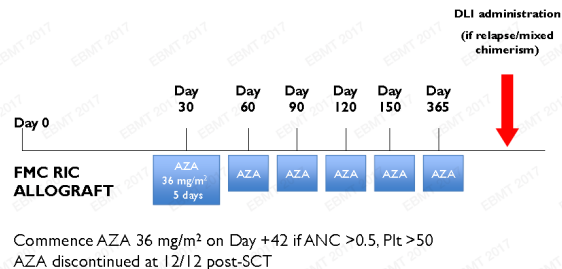 DLI administration
(if relapse/mixed
chimerism)
Day 0
Day
30
Day
60
Day
90
Day
120
Day
150
Day
365
FMC RIC
ALLOGRAFT
AZA
36 mg/m²
5 days
AZA
AZA
AZA
AZA
AZA
Commence AZA 36 mg/m² on Day +42 if ANC >0.5, Plt >50
AZA discontinued at 12/12 post-SCT
EBMT 2017